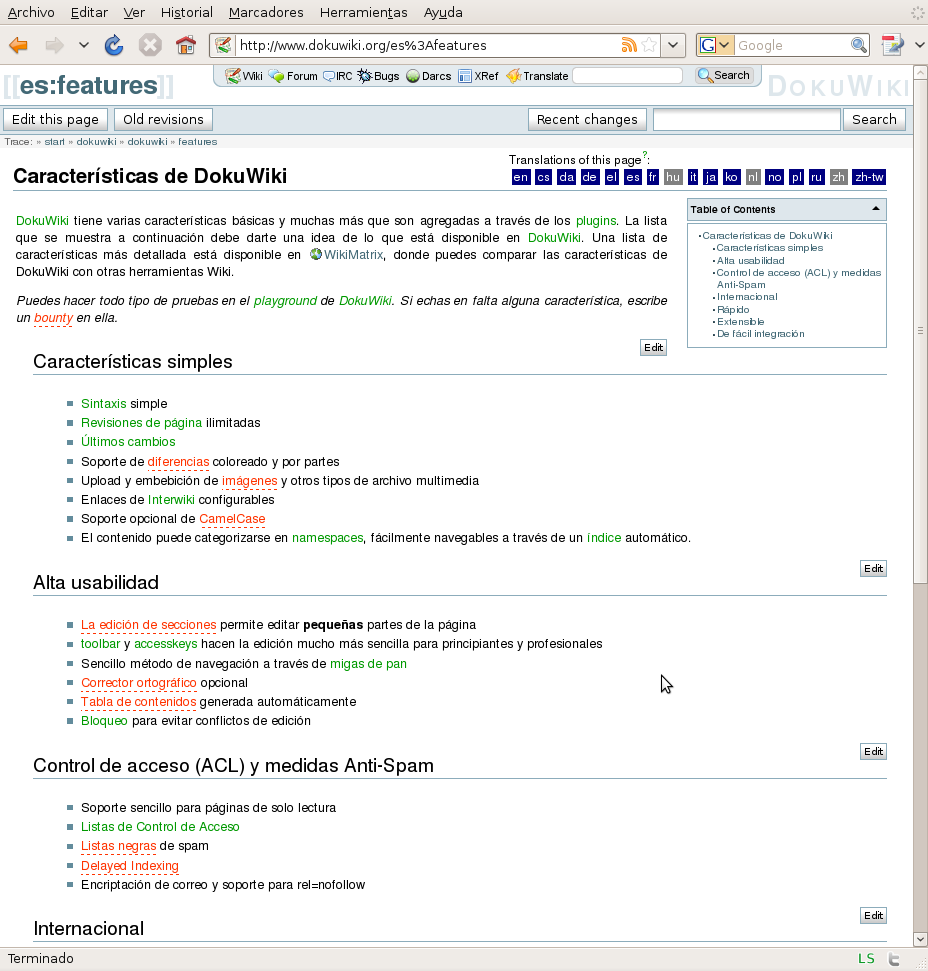 Archivo Editar Ver Historial Marcadores Herramientas Ayuda
http://www.dokuwiki.org/es%3Afeatures
G Google
[[es:features]]
Wiki Forum IRC Bugs Darcs XRef Translate Search
DOKUWIKI
Edit this page Old revisions Recent changes Search
Trace: » start » dokuwiki » dokuwiki » features
Translations of this page?:
en cs da de el es fr hu it ja ko nl no pl ru zh zh-tw
Características de DokuWiki
Table of Contents
Características de DokuWiki
Características simples
Alta usabilidad
Control de acceso (ACL) y medidas
Anti-Spam
Internacional
Rápido
Extensible
De fácil integración
DokuWiki tiene varias características básicas y muchas más que son agregadas a través de los plugins. La lista
que se muestra a continuación debe darte una idea de lo que está disponible en DokuWiki. Una lista de
características más detallada está disponible en WikiMatrix, donde puedes comparar las características de
DokuWiki con otras herramientas Wiki.
Puedes hacer todo tipo de pruebas en el playground de DokuWiki. Si echas en falta alguna característica, escribe
un bounty en ella.
Edit
Características simples
Sintaxis simple
Revisiones de página ilimitadas
Últimos cambios
Soporte de diferencias coloreado y por partes
Upload y embebición de imágenes y otros tipos de archivo multimedia
Enlaces de Interwiki configurables
Soporte opcional de CamelCase
El contenido puede categorizarse en namespaces, fácilmente navegables a través de un índice automático.
Edit
Alta usabilidad
La edición de secciones permite editar pequeñas partes de la página
toolbar y accesskeys hacen la edición mucho más sencilla para principiantes y profesionales
Sencillo método de navegación a través de migas de pan
Corrector ortográfico opcional
Tabla de contenidos generada automáticamente
Bloqueo para evitar conflictos de edición
Edit
Control de acceso (ACL) y medidas Anti-Spam
Soporte sencillo para páginas de solo lectura
Listas de Control de Acceso
Listas negras de spam
Delayed Indexing
Encriptación de correo y soporte para rel=nofollow
Edit
Internacional
Terminado LS